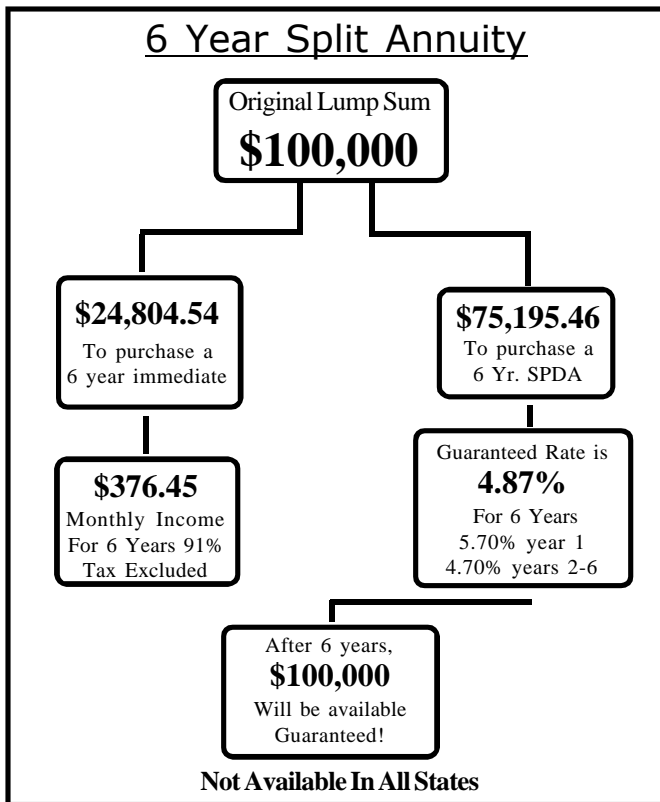 6 Year Split Annuity
Original Lump Sum
$100,000
$24,804.54
To purchase a
6 year immediate
$75,195.46
To purchase a
6 Yr. SPDA
$376.45
Monthly Income
For 6 Years 91%
Tax Excluded
Guaranteed Rate is
4.87%
For 6 Years
5.70% year 1
4.70% years 2-6
After 6 years,
$100,000
Will be available
Guaranteed!
Not Available In All States